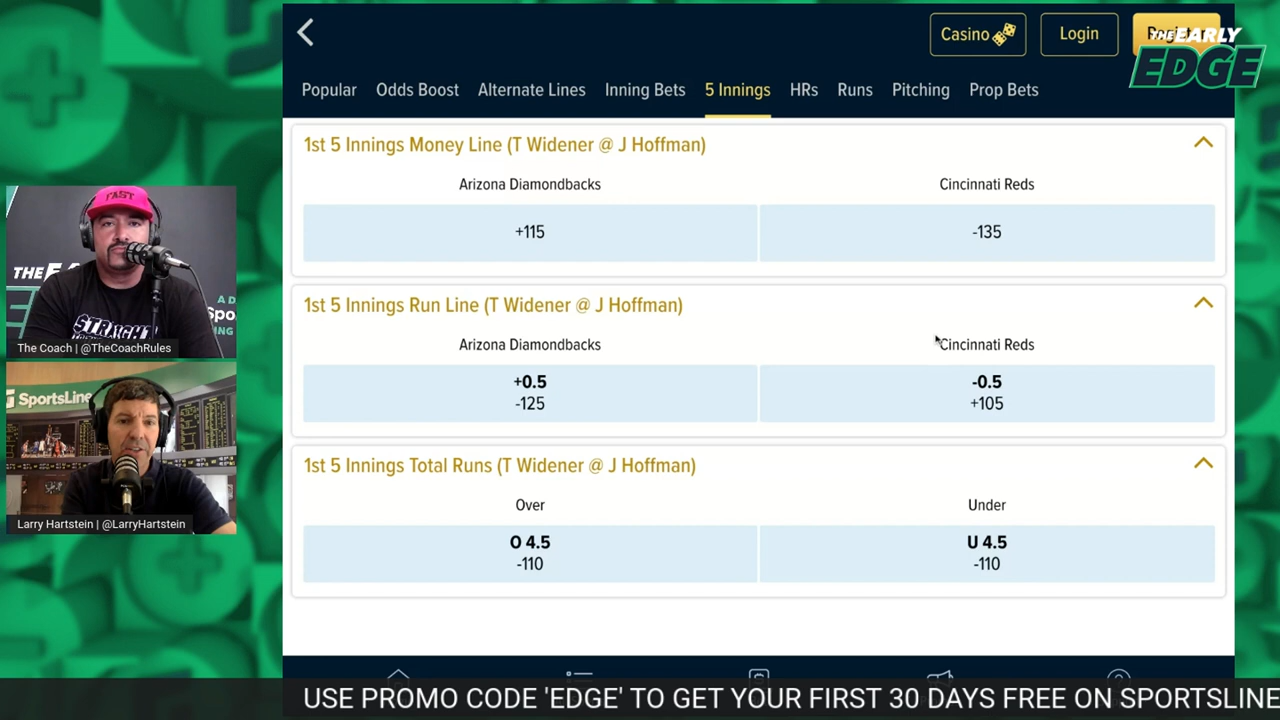 Casino
Login
THE EARLY
EDGE
Popular
Odds Boost
Alternate Lines
Inning Bets
5 Innings
HRs
Runs
Pitching
Prop Bets
1st 5 Innings Money Line (T Widener @ J Hoffman)
Arizona Diamondbacks
Cincinnati Reds
+115
-135
1st 5 Innings Run Line (T Widener @ J Hoffman)
Arizona Diamondbacks
Cincinnati Reds
+0.5
-0.5
-125
+105
1st 5 Innings Total Runs (T Widener @ J Hoffman)
Over
Under
O 4.5
U 4.5
-110
-110
FAST
THE
STRAIGHT
The Coach | @TheCoachRules
SportsLine
Larry Hartstein | @LarryHartstein
USE PROMO CODE 'EDGE' TO GET YOUR FIRST 30 DAYS FREE ON SPORTSLINE